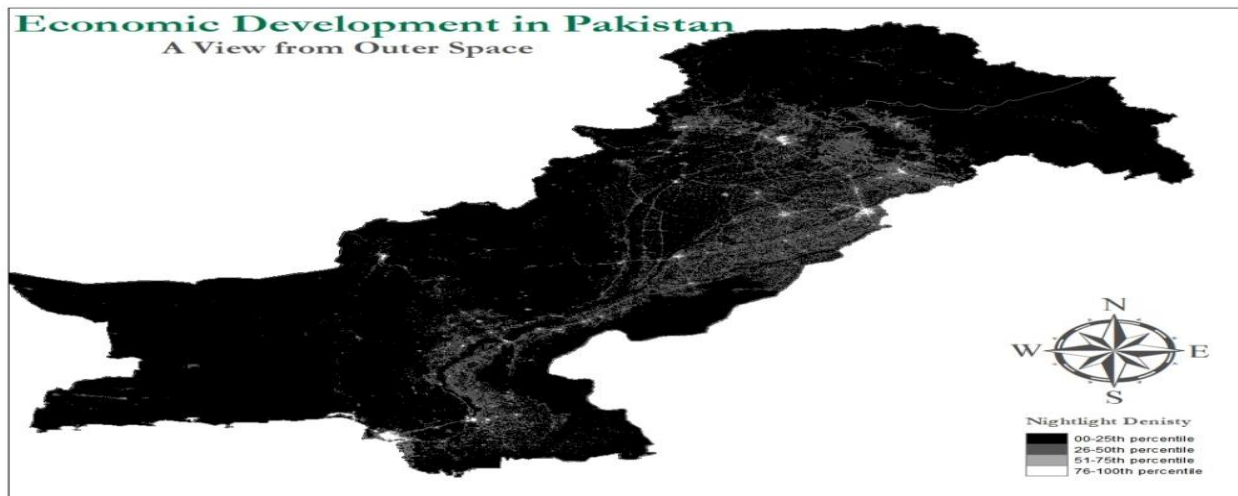 Economic Development in Pakistan
A View from Outer Space
N
W E
S
Nightlight Denisty
00-25th percentile
26-50th percentile
51-75th percentile
76-100th percentile